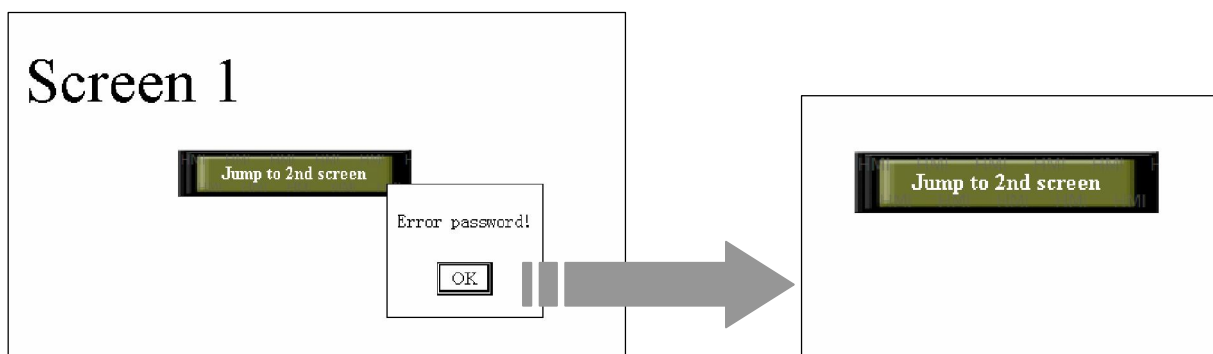 Screen 1
Jump to 2nd screen
Error password!
OK
Jump to 2nd screen